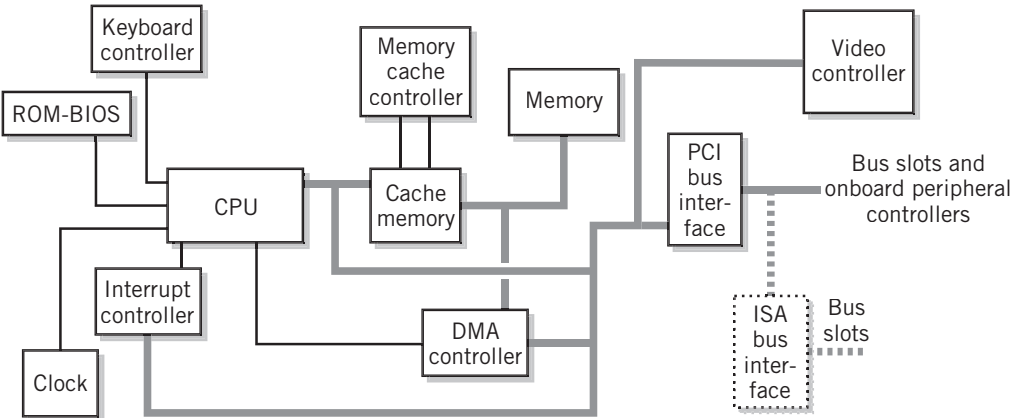 Keyboard
controller
ROM-BIOS
Memory
cache
controller
Memory
Video
controller
CPU
Cache
memory
PCI
bus
inter-
face
Bus slots and
onboard peripheral
controllers
Interrupt
controller
DMA
controller
ISA
bus
inter-
face
Bus
slots
Clock